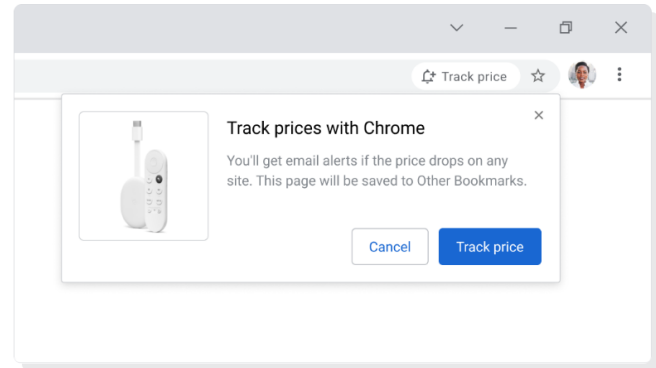 Track price
Track prices with Chrome
You'll get email alerts if the price drops on any
site. This page will be saved to Other Bookmarks.
Cancel
Track price